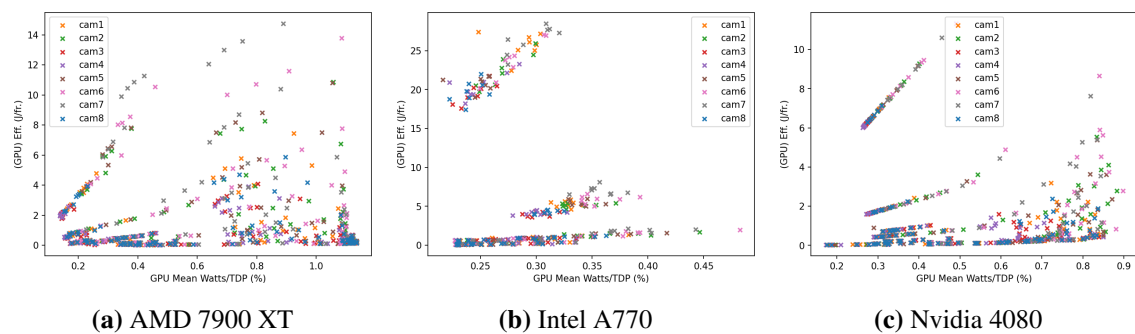 cam1
cam2
cam3
cam4
cam5
cam6
cam7
cam8
(GPU) Eff. (J/fr.)
14
12
10
8
6
4
2
0
0.2 0.4 0.6 0.8 1.0
GPU Mean Watts/TDP (%)
(a) AMD 7900 XT
cam1
cam2
cam3
cam4
cam5
cam6
cam7
cam8
(GPU) Eff. (J/fr.)
25
20
15
10
5
0
0.25 0.30 0.35 0.40 0.45
GPU Mean Watts/TDP (%)
(b) Intel A770
cam1
cam2
cam3
cam4
cam5
cam6
cam7
cam8
(GPU) Eff. (J/fr.)
10
8
6
4
2
0
0.2 0.3 0.4 0.5 0.6 0.7 0.8 0.9
GPU Mean Watts/TDP (%)
(c) Nvidia 4080